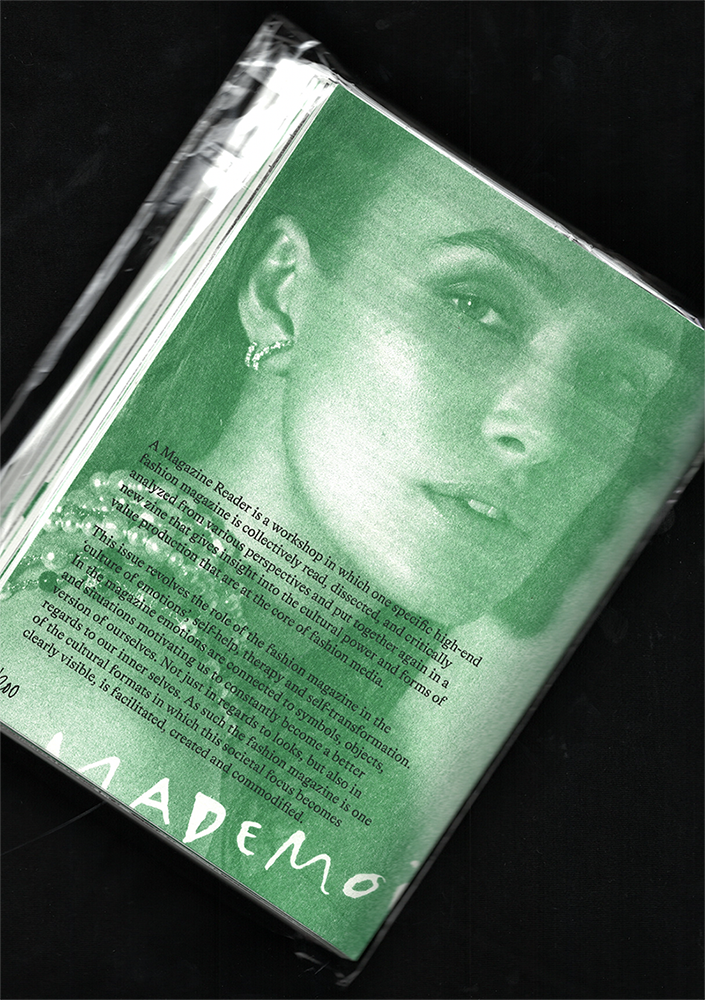 A Magazine Reader is a workshop in which one specific high-end
fashion magazine is collectively read, dissected, and critically
analyzed from various perspectives and put together again in a
new zine that gives insight into the cultural power and forms of
value production that are at the core of fashion media.
This issue revolves the role of the fashion magazine in the
culture of emotions' self-help, therapy and self-transformation.
In the magazine emotions are connected to symbols, objects,
and situations motivating us to constantly become a better
version of ourselves. Not just in regards to looks, but also in
regards to our inner selves. As such the fashion magazine is one
of the cultural formats in which this societal focus becomes
clearly visible, is facilitated, created and commodified.
/200
MADEMO